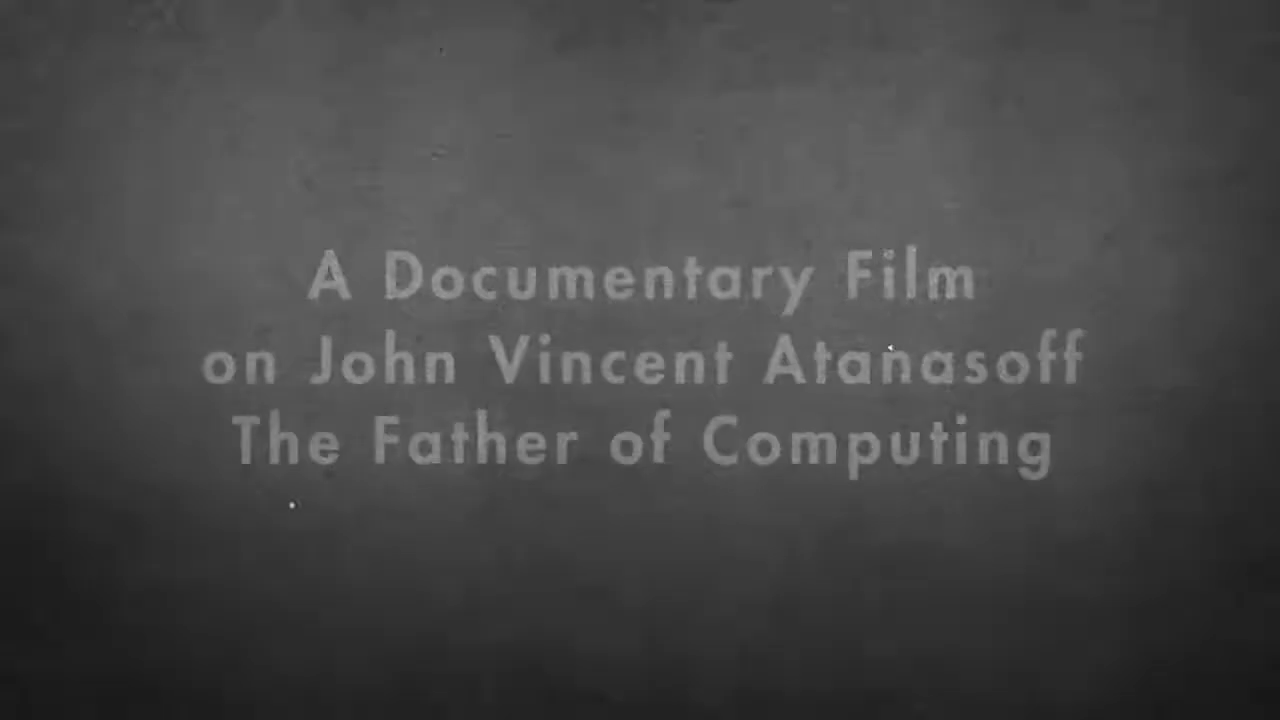 A Documentary Film
on John Vincent Atanasoff
The Father of Computing